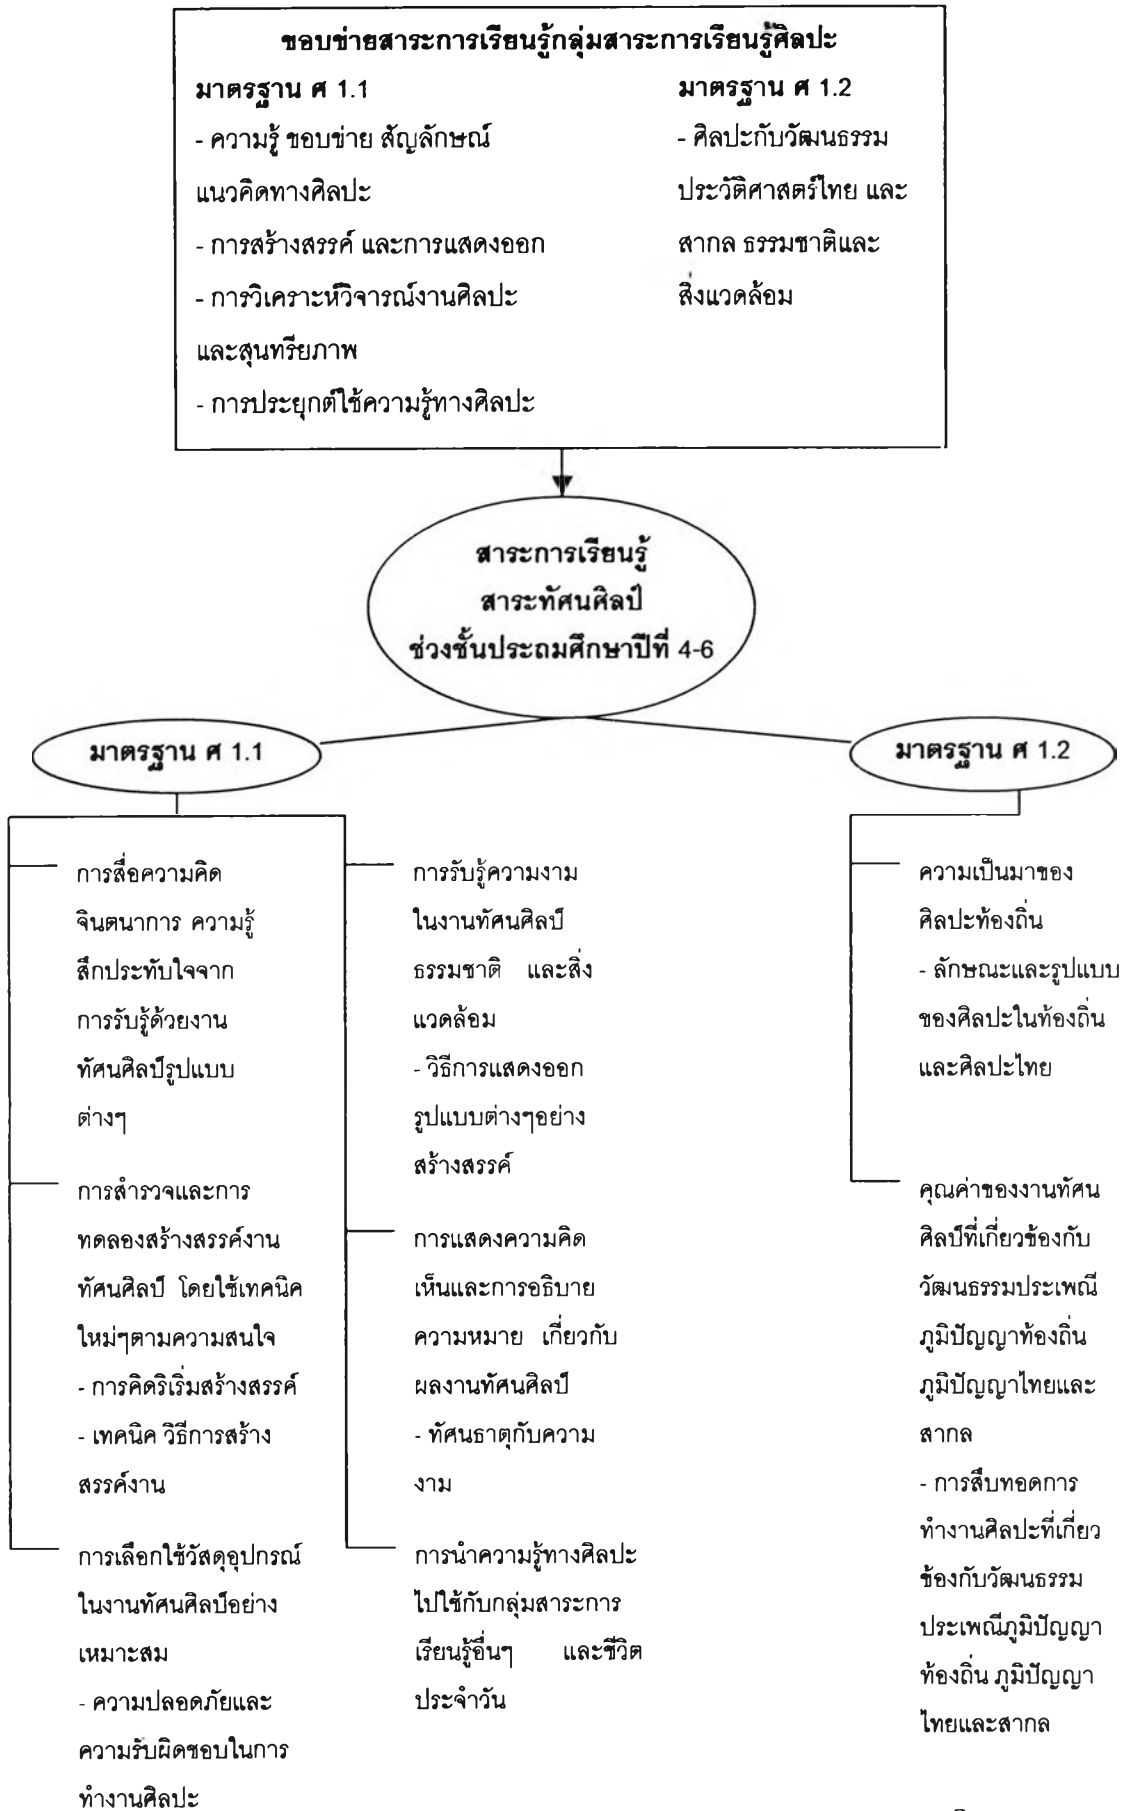 ขอบข่ายสาระการเรียนรู้กลุ่มสาระการเรียนรู้ศิลปะ
มาตรฐาน ศ 1.1
- ความรู้ ขอบข่าย สัญลักษณ์
แนวคิดทางศิลปะ
- การสร้างสรรค์ และการแสดงออก
- การวิเคราะห์วิจารณ์งานศิลปะ
และสุนทรียภาพ
- การประยุกต์ใช้ความรู้ทางศิลปะ
มาตรฐาน ศ 1.2
- ศิลปะกับวัฒนธรรม
ประวัติศาสตร์ไทย และ
สากล ธรรมชาติและ
สิ่งแวดล้อม
สาระการเรียนรู้
สาระทัศนศิลป์
ช่วงชั้นประถมศึกษาปีที่ 4-6
มาตรฐาน ศ 1.1
การสื่อความคิด
จินตนาการ ความรู้
สึกประทับใจจาก
การรับรู้ด้วยงาน
ทัศนศิลป์รูปแบบ
ต่างๆ
การสำรวจและการ
ทดลองสร้างสรรค์งาน
ทัศนศิลป์ โดยใช้เทคนิค
ใหม่ๆตามความสนใจ
- การคิดริเริ่มสร้างสรรค์
- เทคนิค วิธีการสร้าง
สรรค์งาน
การเลือกใช้วัสดุอุปกรณ์
ในงานทัศนศิลป์อย่าง
เหมาะสม
- ความปลอดภัยและ
ความรับผิดชอบในการ
ทำงานศิลปะ
การรับรู้ความงาม
ในงานทัศนศิลป์
ธรรมชาติ และสิ่ง
แวดล้อม
- วิธีการแสดงออก
รูปแบบต่างๆอย่าง
สร้างสรรค์
การแสดงความคิด
เห็นและการอธิบาย
ความหมาย เกี่ยวกับ
ผลงานทัศนศิลป์
- ทัศนธาตุกับความ
งาม
การนำความรู้ทางศิลปะ
ไปใช้กับกลุ่มสาระการ
เรียนรู้อื่นๆ และชีวิต
ประจำวัน
มาตรฐาน ศ 1.2
ความเป็นมาของ
ศิลปะท้องถิ่น
- ลักษณะและรูปแบบ
ของศิลปะในท้องถิ่น
และศิลปะไทย
คุณค่าของงานทัศน
ศิลป์ที่เกี่ยวข้องกับ
วัฒนธรรมประเพณี
ภูมิปัญญาท้องถิ่น
ภูมิปัญญาไทยและ
สากล
- การสืบทอดการ
ทำงานศิลปะที่เกี่ยว
ข้องกับวัฒนธรรม
ประเพณีภูมิปัญญา
ท้องถิ่น ภูมิปัญญา
ไทยและสากล